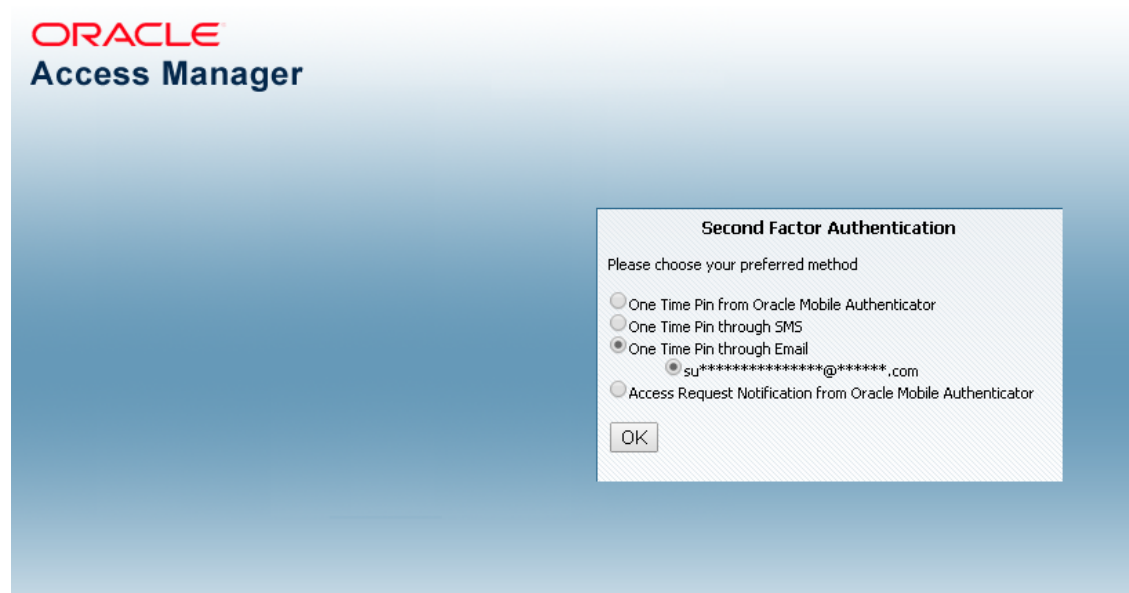 ORACLE
Access Manager
Second Factor Authentication
Please choose your preferred method
One Time Pin from Oracle Mobile Authenticator
One Time Pin through SMS
One Time Pin through Email
su***************@******.com
Access Request Notification from Oracle Mobile Authenticator
OK